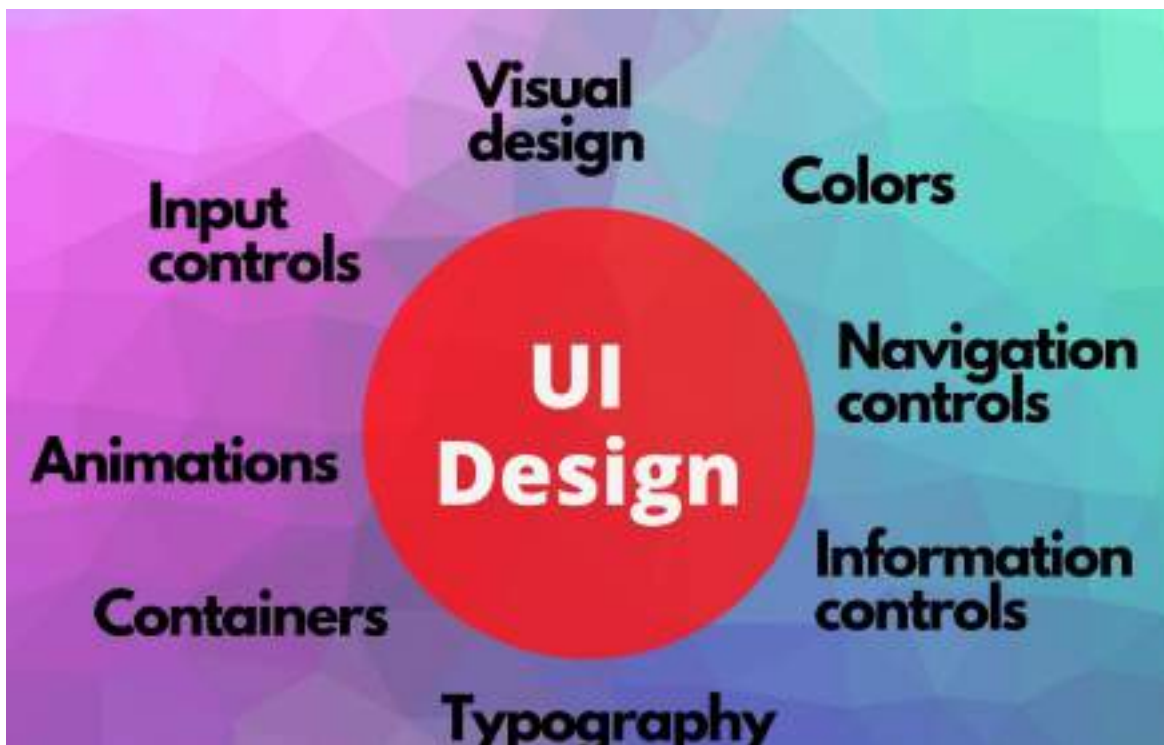 Visual
design
Colors
Input
controls
UI
Design
Navigation
controls
Animations
Information
controls
Containers
Typography